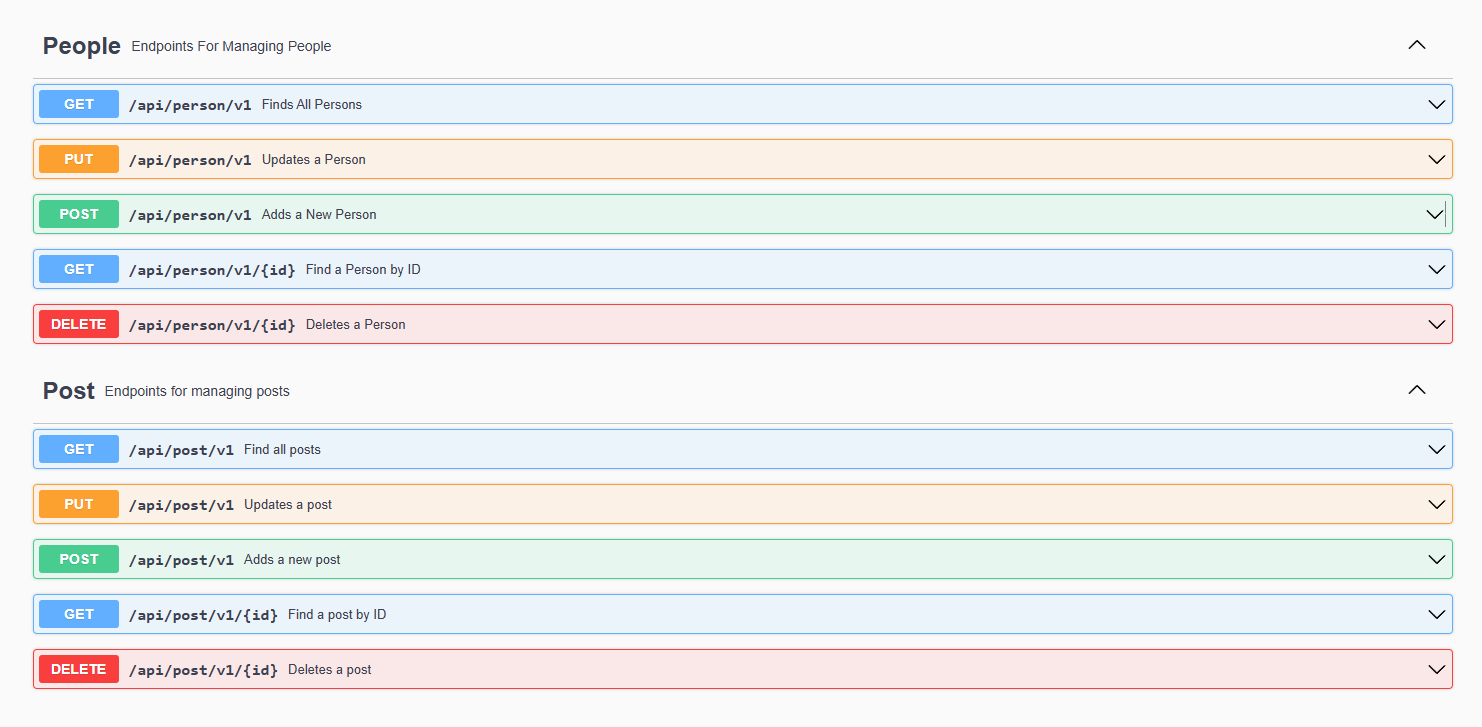 People Endpoints For Managing People
GET /api/person/v1 Finds All Persons
PUT /api/person/v1 Updates a Person
POST /api/person/v1 Adds a New Person
GET /api/person/v1/{id} Find a Person by ID
DELETE /api/person/v1/{id} Deletes a Person
Post Endpoints for managing posts
GET /api/post/v1 Find all posts
PUT /api/post/v1 Updates a post
POST /api/post/v1 Adds a new post
GET /api/post/v1/{id} Find a post by ID
DELETE /api/post/v1/{id} Deletes a post